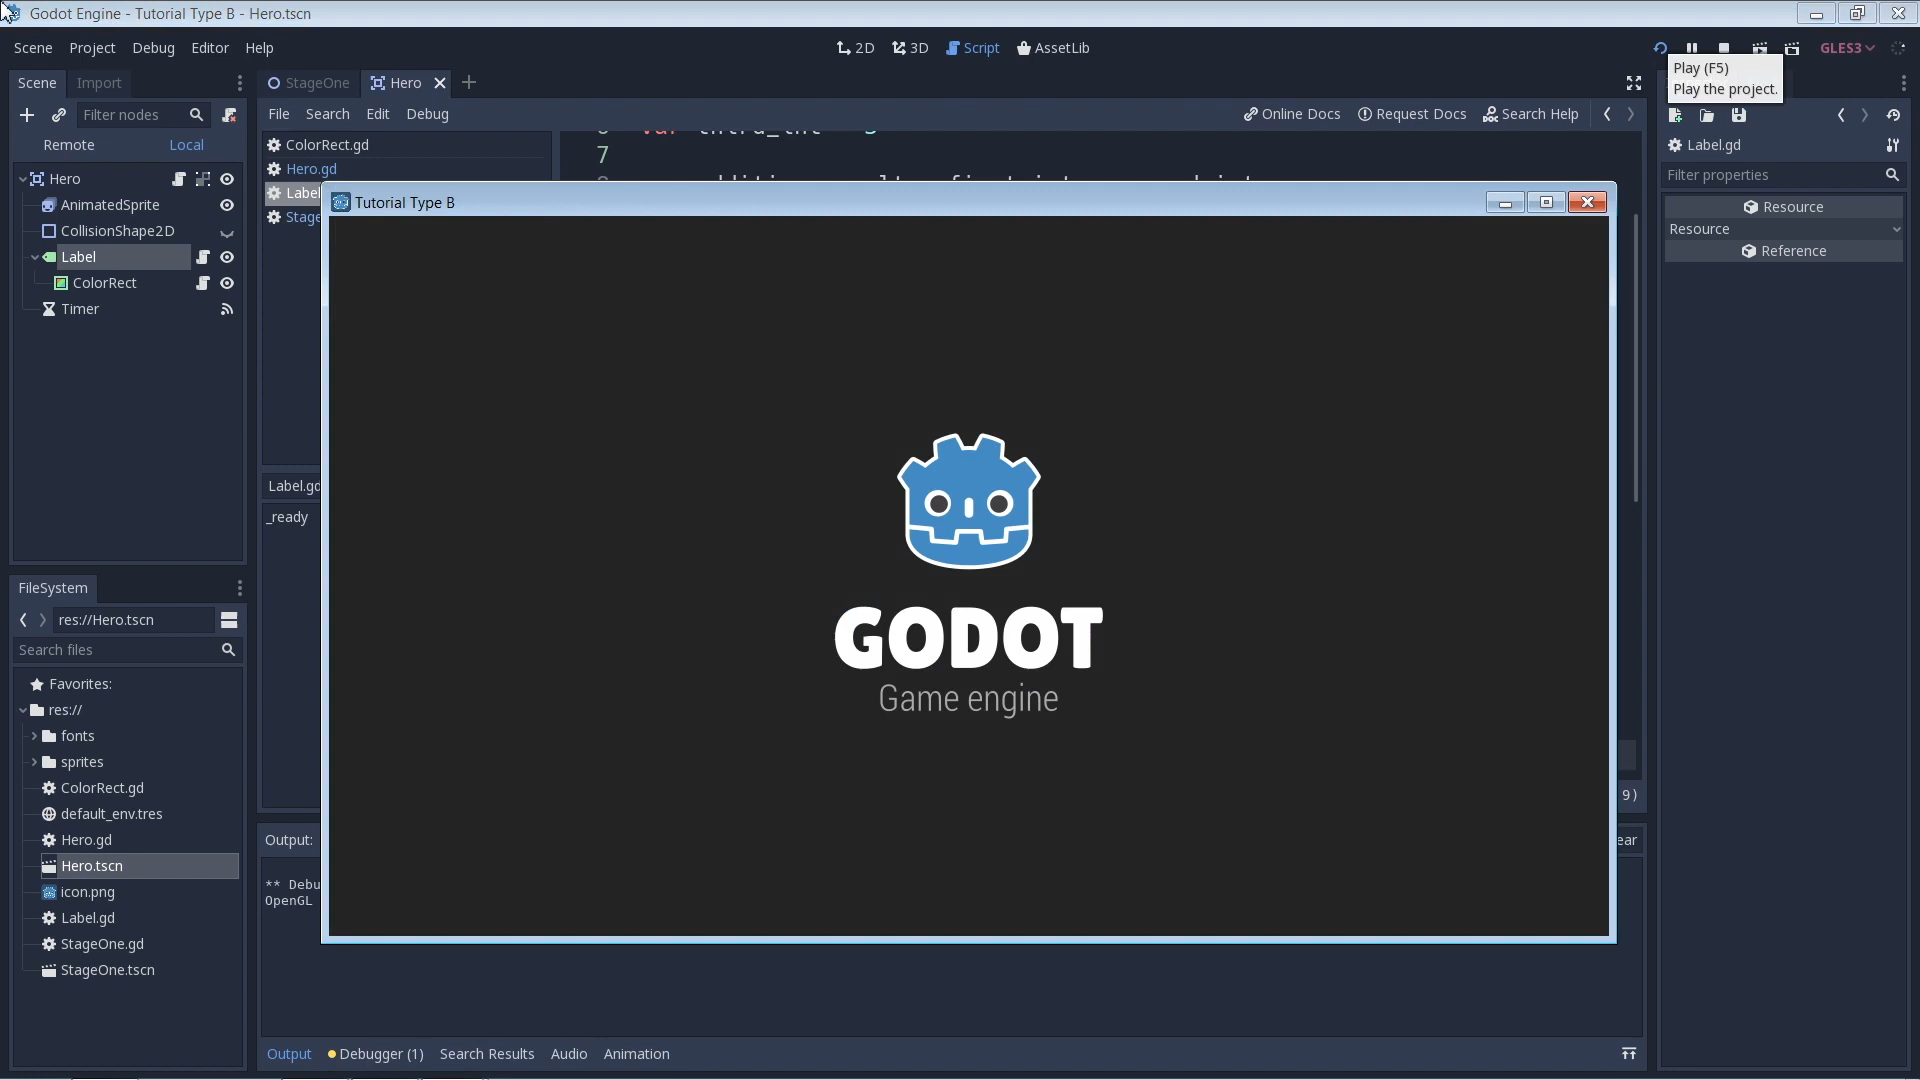 Godot Engine - Tutorial Type B - Hero.tscn
Scene Project Debug Editor Help
2D 3D Script AssetLib
GLES3
Play (F5)
Play the project.
Scene Import
StageOne Hero
Filter nodes
File Search Edit Debug
Online Docs Request Docs Search Help
Remote Local
ColorRect.gd
Hero.gd
Label
Stage
7
Label.gd
Filter properties
Resource
Resource
Reference
Hero
AnimatedSprite
CollisionShape2D
Label
ColorRect
Timer
Tutorial Type B
GODOT
Game engine
Label.gd
_ready
9)
FileSystem
res://Hero.tscn
Search files
Favorites:
res://
fonts
sprites
ColorRect.gd
default_env.tres
Hero.gd
Hero.tscn
icon.png
Label.gd
StageOne.gd
StageOne.tscn
Output:
ear
** Debu
OpenGL
Output Debugger (1) Search Results Audio Animation